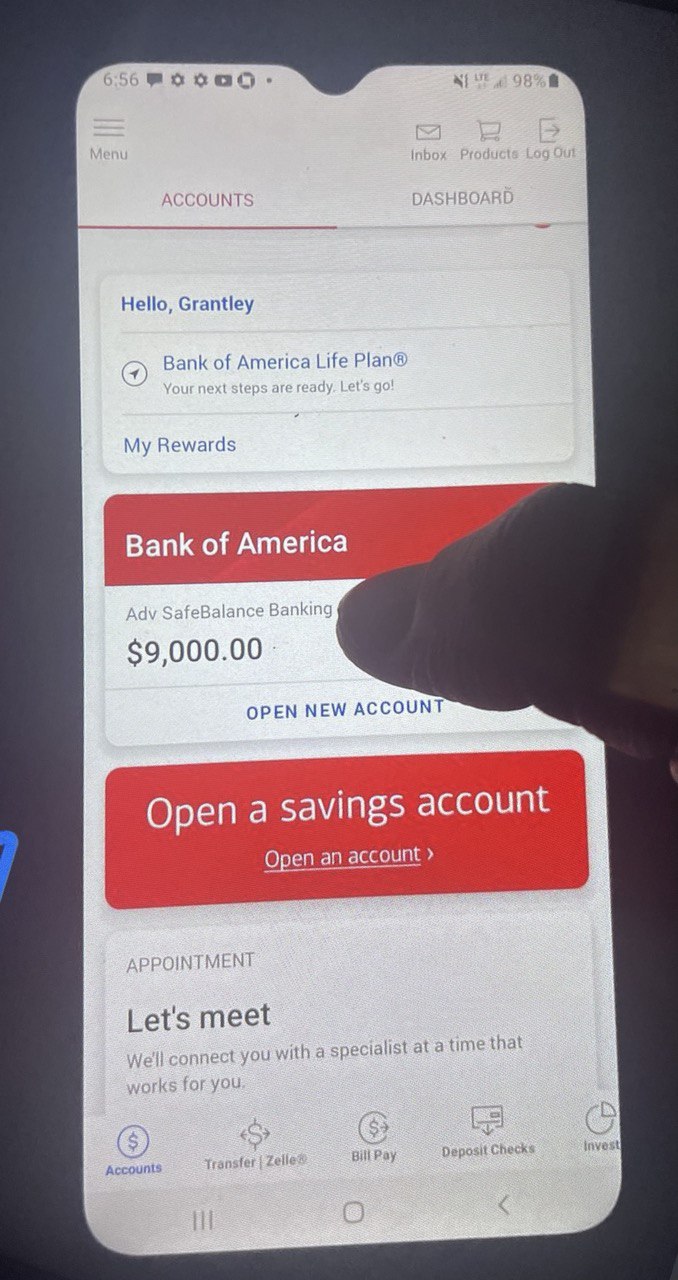 6:56 LTE 98%
Menu Inbox Products Log Out
ACCOUNTS DASHBOARD
Hello, Grantley
Bank of America Life Plan®
Your next steps are ready. Let's go!
My Rewards
Bank of America
Adv SafeBalance Banking
$9,000.00
OPEN NEW ACCOUNT
Open a savings account
Open an account ›
APPOINTMENT
Let's meet
We'll connect you with a specialist at a time that
works for you.
Accounts Transfer | Zelle® Bill Pay Deposit Checks Invest